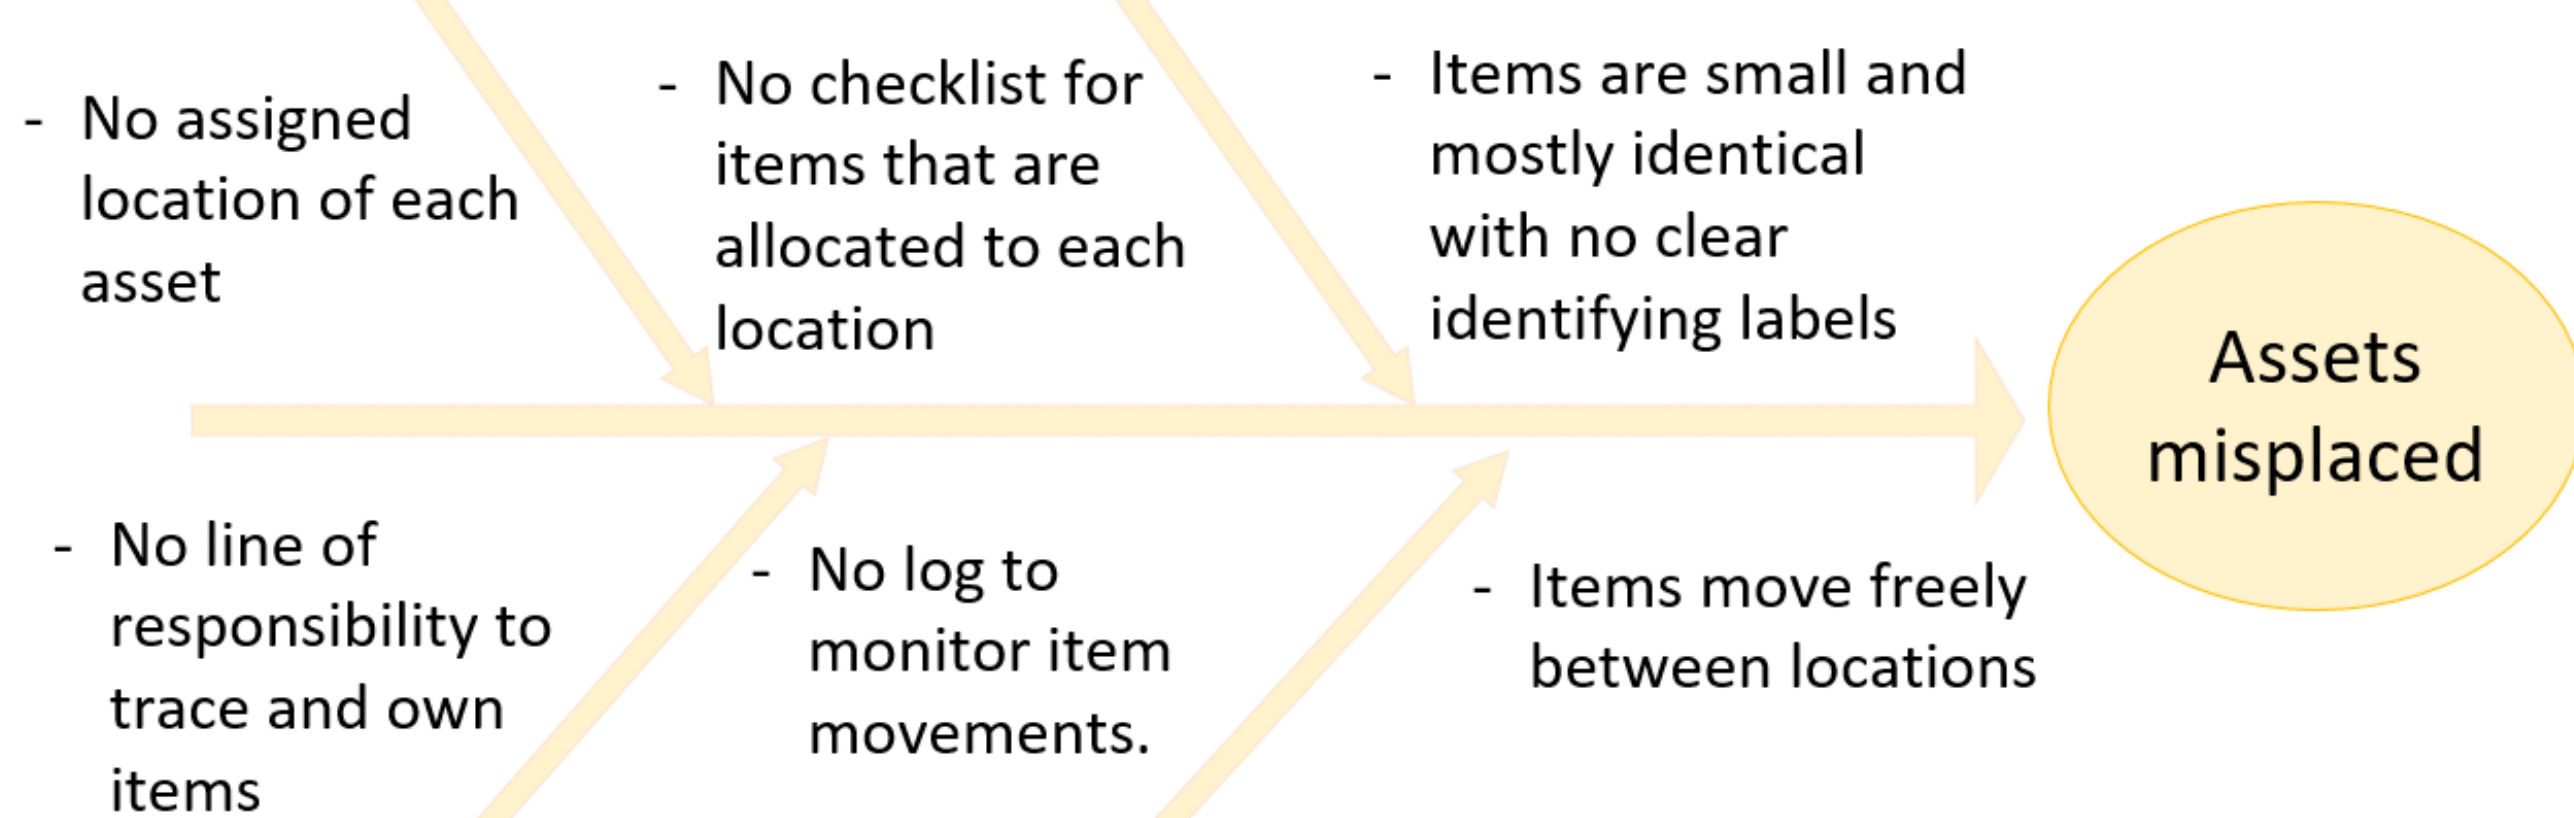 - No assigned
location of each
asset
- No checklist for
items that are
allocated to each
location
- Items are small and
mostly identical
with no clear
identifying labels
Assets
misplaced
- No line of
responsibility to
trace and own
items
- No log to
monitor item
movements.
- Items move freely
between locations